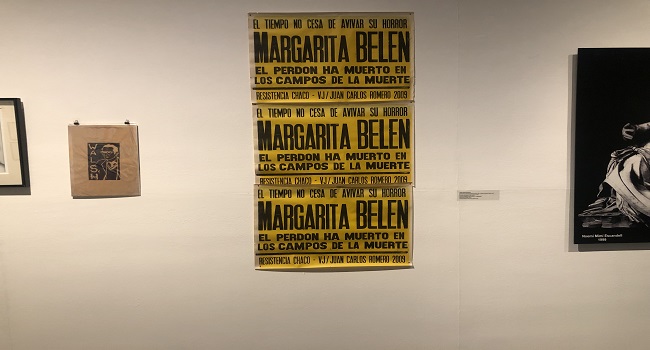 WALSH
EL TIEMPO NO CESA DE AVIVAR SU HORROR
MARGARITA BELEN
EL PERDON HA MUERTO EN
LOS CAMPOS DE LA MUERTE
RESISTENCIA CHACO - VJ/JUAN CARLOS ROMERO 2009
EL TIEMPO NO CESA DE AVIVAR SU HORROR
MARGARITA BELEN
EL PERDON HA MUERTO EN
LOS CAMPOS DE LA MUERTE
RESISTENCIA CHACO - VJ/JUAN CARLOS ROMERO 2009
EL TIEMPO NO CESA DE AVIVAR SU HORROR
MARGARITA BELEN
EL PERDON HA MUERTO EN
LOS CAMPOS DE LA MUERTE
RESISTENCIA CHACO - VJ/JUAN CARLOS ROMERO 2009
Noemí Mimí Escandell